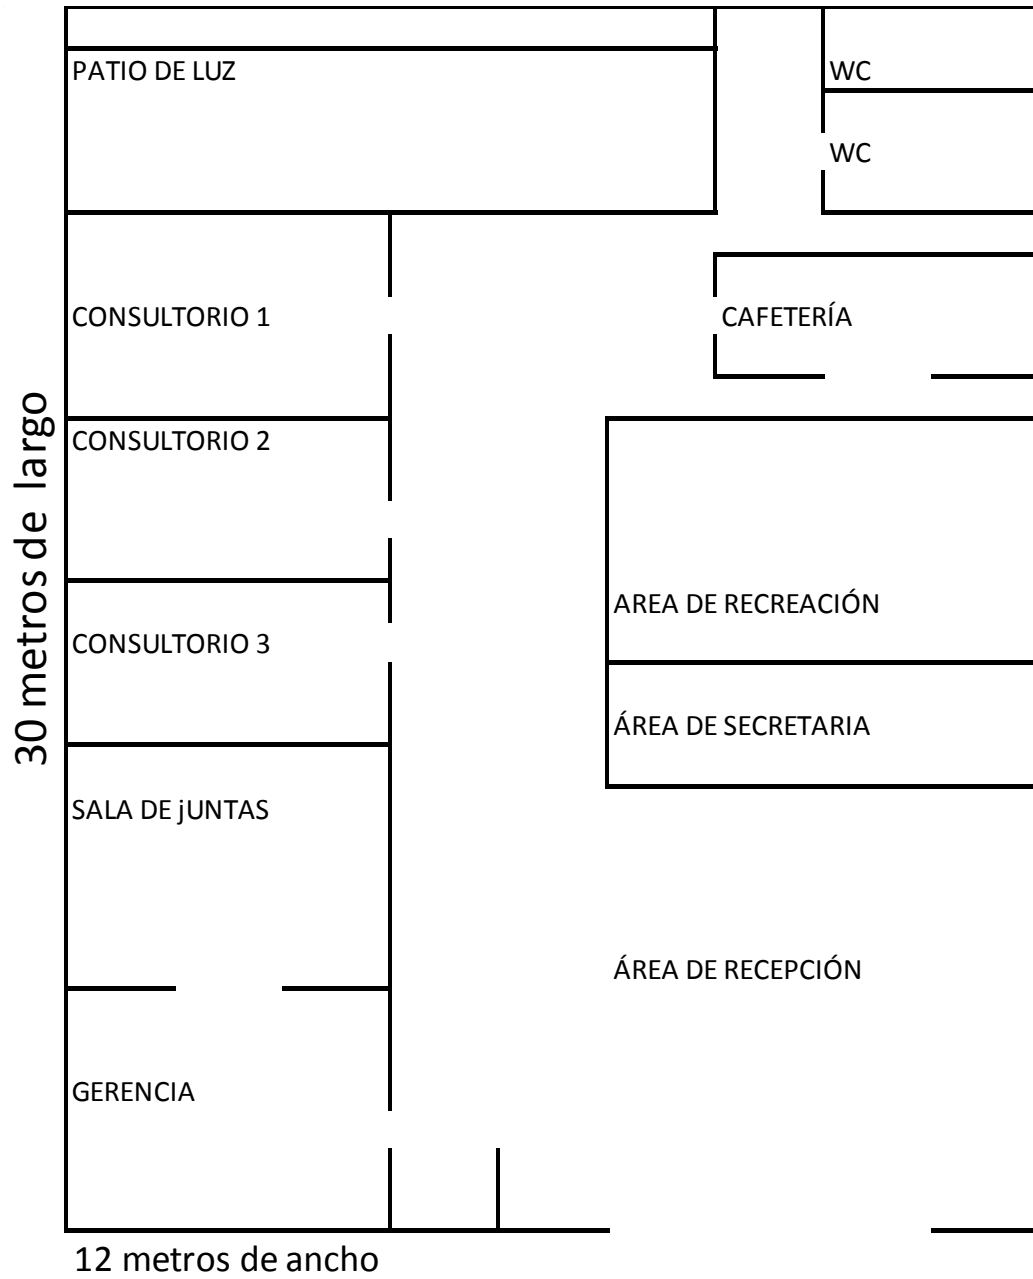 PATIO DE LUZ
WC
WC
CONSULTORIO 1
CAFETERÍA
CONSULTORIO 2
AREA DE RECREACIÓN
CONSULTORIO 3
ÁREA DE SECRETARIA
SALA DE jUNTAS
ÁREA DE RECEPCIÓN
GERENCIA
30 metros de largo
12 metros de ancho